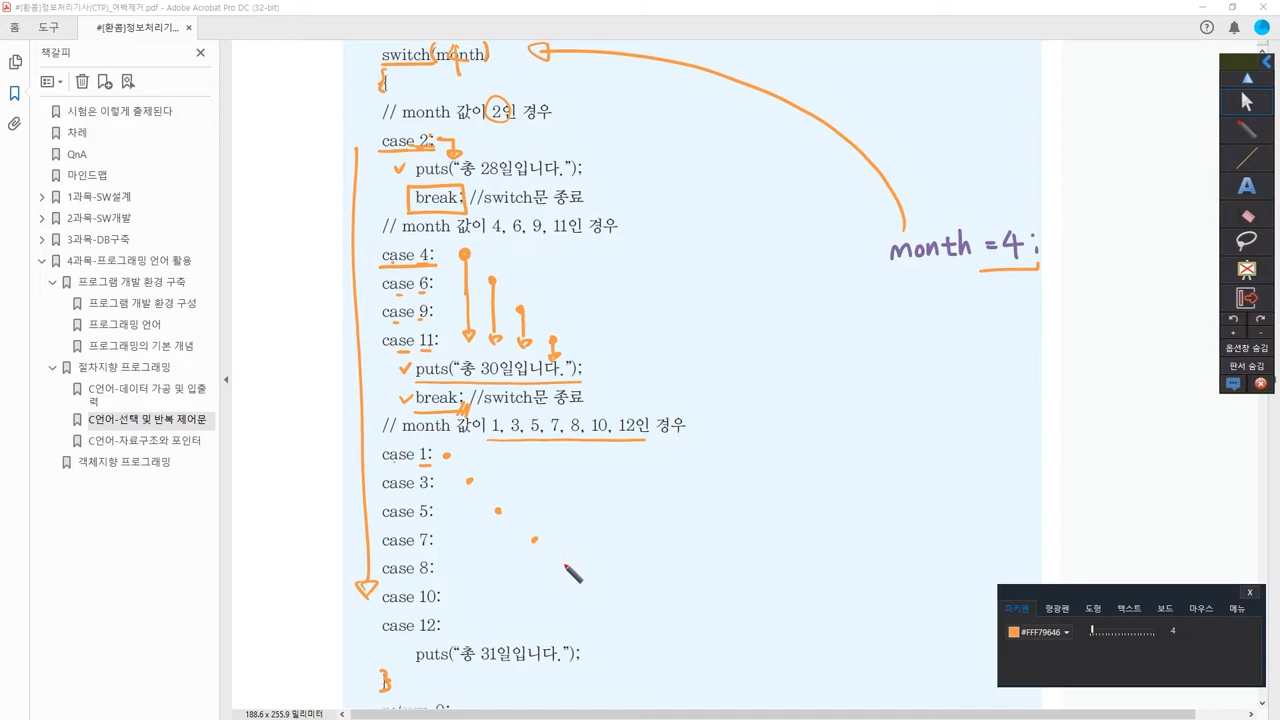 #[황콤]정보처리기사(CTP)_여백제거.pdf - Adobe Acrobat Pro DC (32-bit)
홈 도구 #[황콤]정보처리기... ×
책갈피
시험은 이렇게 출제된다
차례
QnA
마인드맵
1과목-SW설계
2과목-SW개발
3과목-DB구축
4과목-프로그래밍 언어 활용
프로그램 개발 환경 구축
프로그램 개발 환경 구성
프로그래밍 언어
프로그래밍의 기본 개념
절차지향 프로그래밍
C언어-데이터 가공 및 입출
력
C언어-선택 및 반복 제어문
C언어-자료구조와 포인터
객체지향 프로그래밍
switch(month)
4
{
// month 값이 2인 경우
case 2:
puts(“총 28일입니다.”);
break; //switch문 종료
// month 값이 4, 6, 9, 11인 경우
case 4:
case 6:
case 9:
case 11:
puts(“총 30일입니다.”);
break; //switch문 종료
// month 값이 1, 3, 5, 7, 8, 10, 12인 경우
case 1:
case 3:
case 5:
case 7:
case 8:
case 10:
case 12:
puts(“총 31일입니다.”);
}
return 0;
month = 4 ;
188.6 x 255.9 밀리미터
옵션창 숨김
판서 숨김
마카펜 형광펜 도형 텍스트 보드 마우스 메뉴
#FFF79646 4